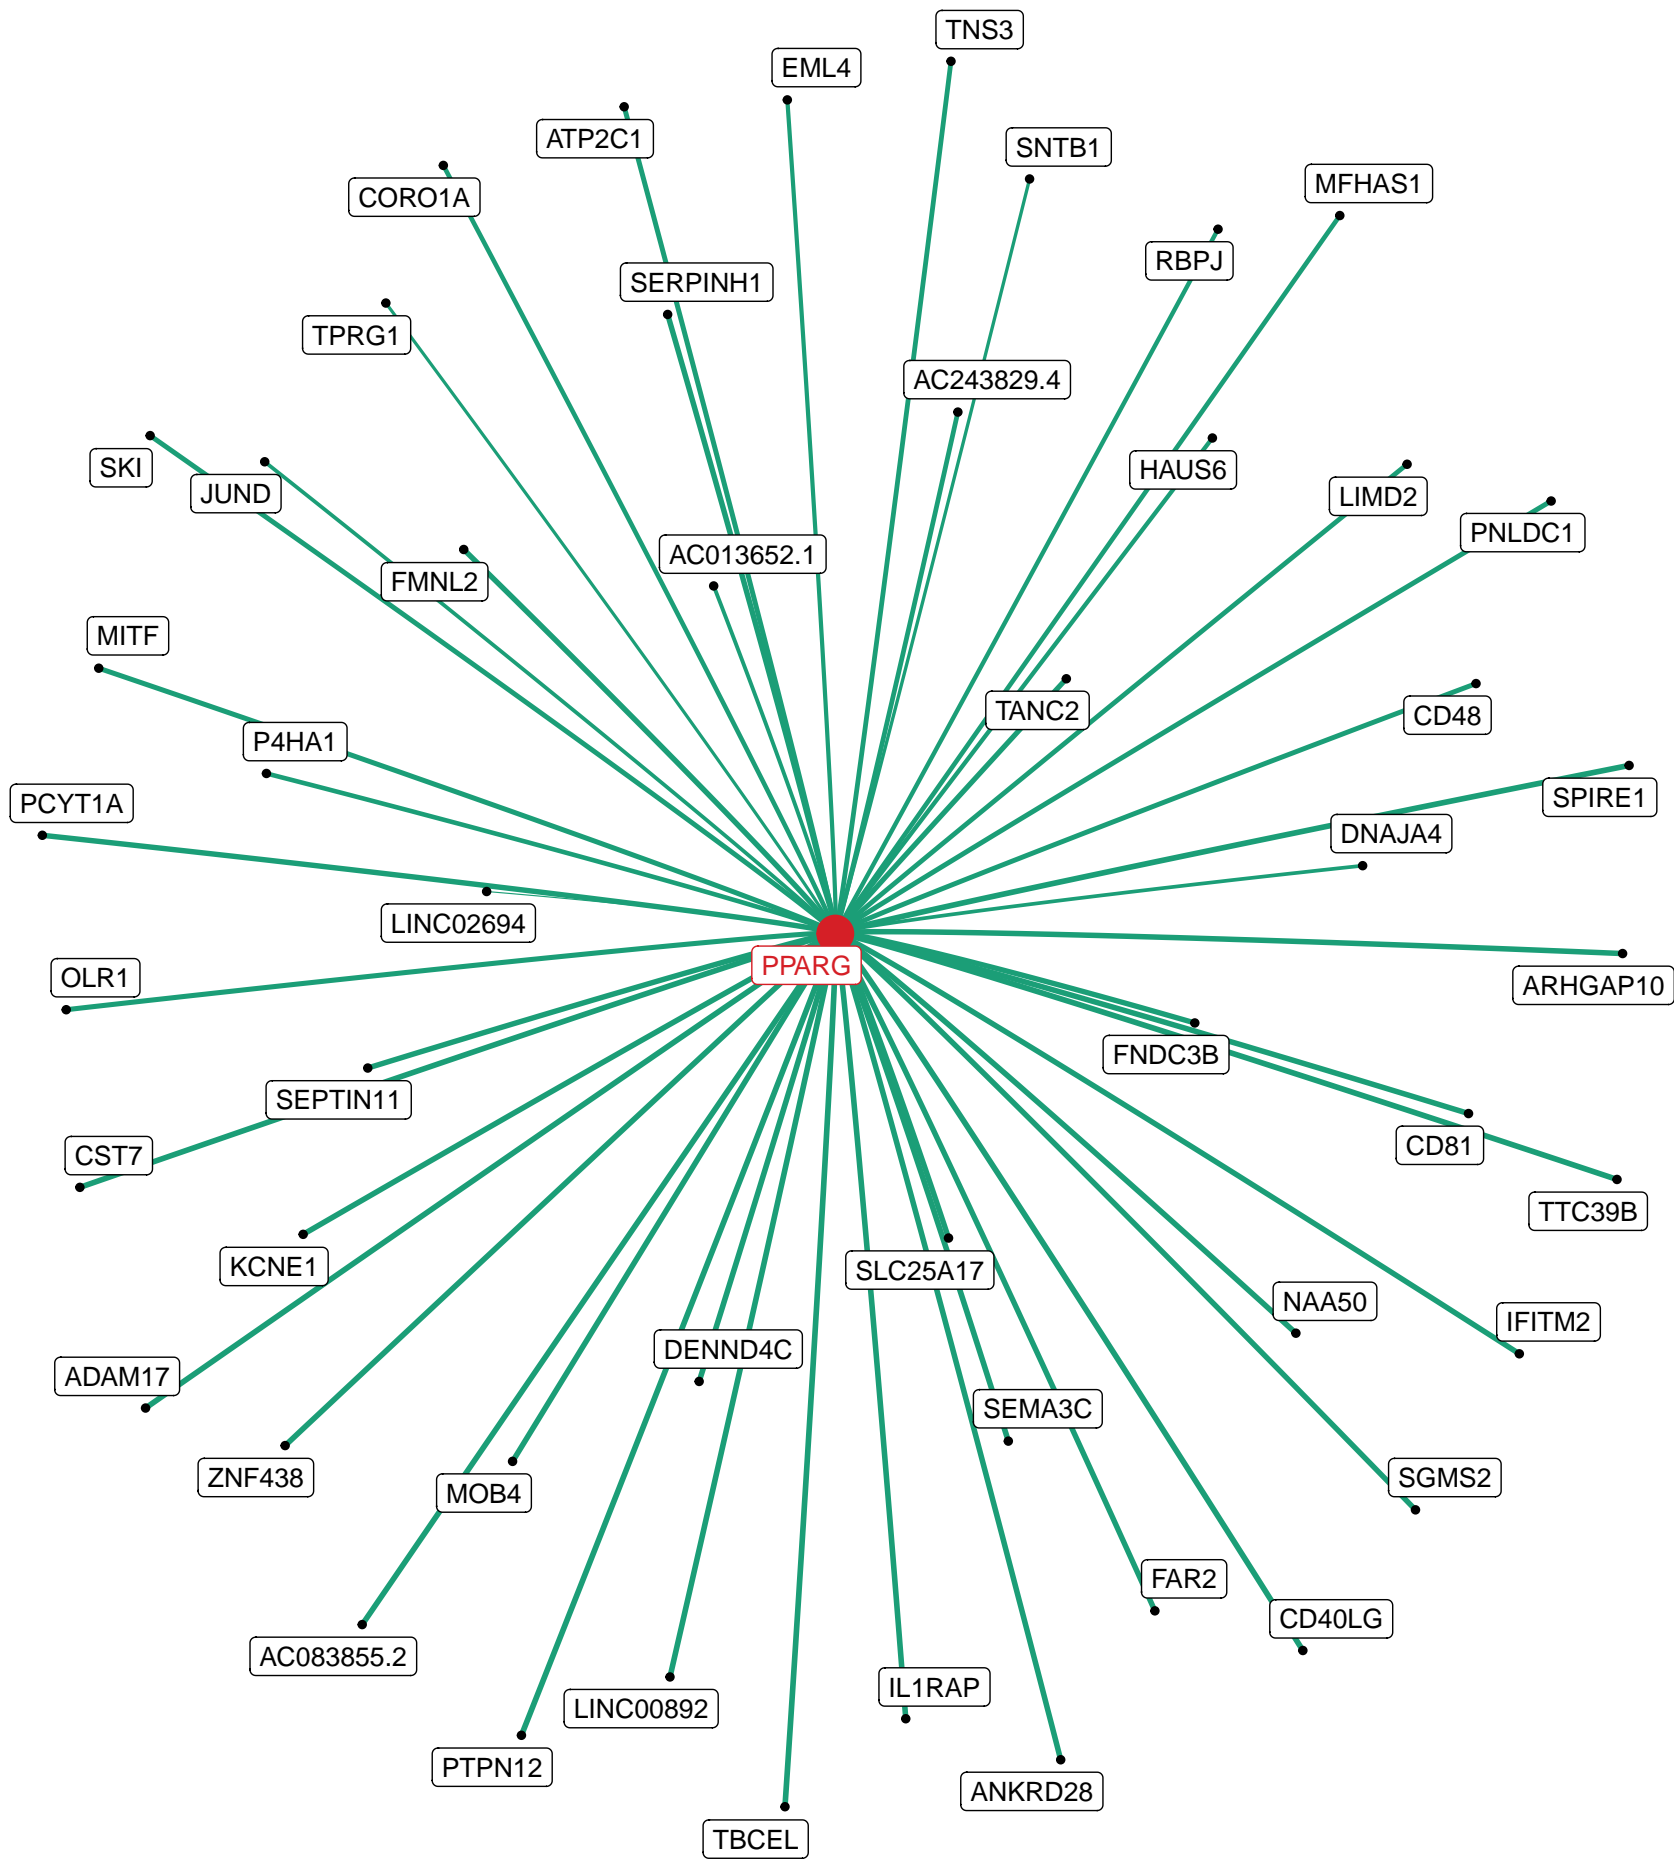 TNS3
EML4
ATP2C1
SNTB1
MFHAS1
CORO1A
RBPJ
SERPINH1
TPRG1
AC243829.4
SKI
HAUS6
JUND
LIMD2
PNLDC1
AC013652.1
FMNL2
MITF
TANC2
CD48
P4HA1
SPIRE1
PCYT1A
DNAJA4
LINC02694
PPARG
OLR1
ARHGAP10
FNDC3B
SEPTIN11
CD81
CST7
TTC39B
KCNE1
SLC25A17
NAA50
IFITM2
DENND4C
ADAM17
SEMA3C
ZNF438
SGMS2
MOB4
FAR2
CD40LG
AC083855.2
IL1RAP
LINC00892
PTPN12
ANKRD28
TBCEL